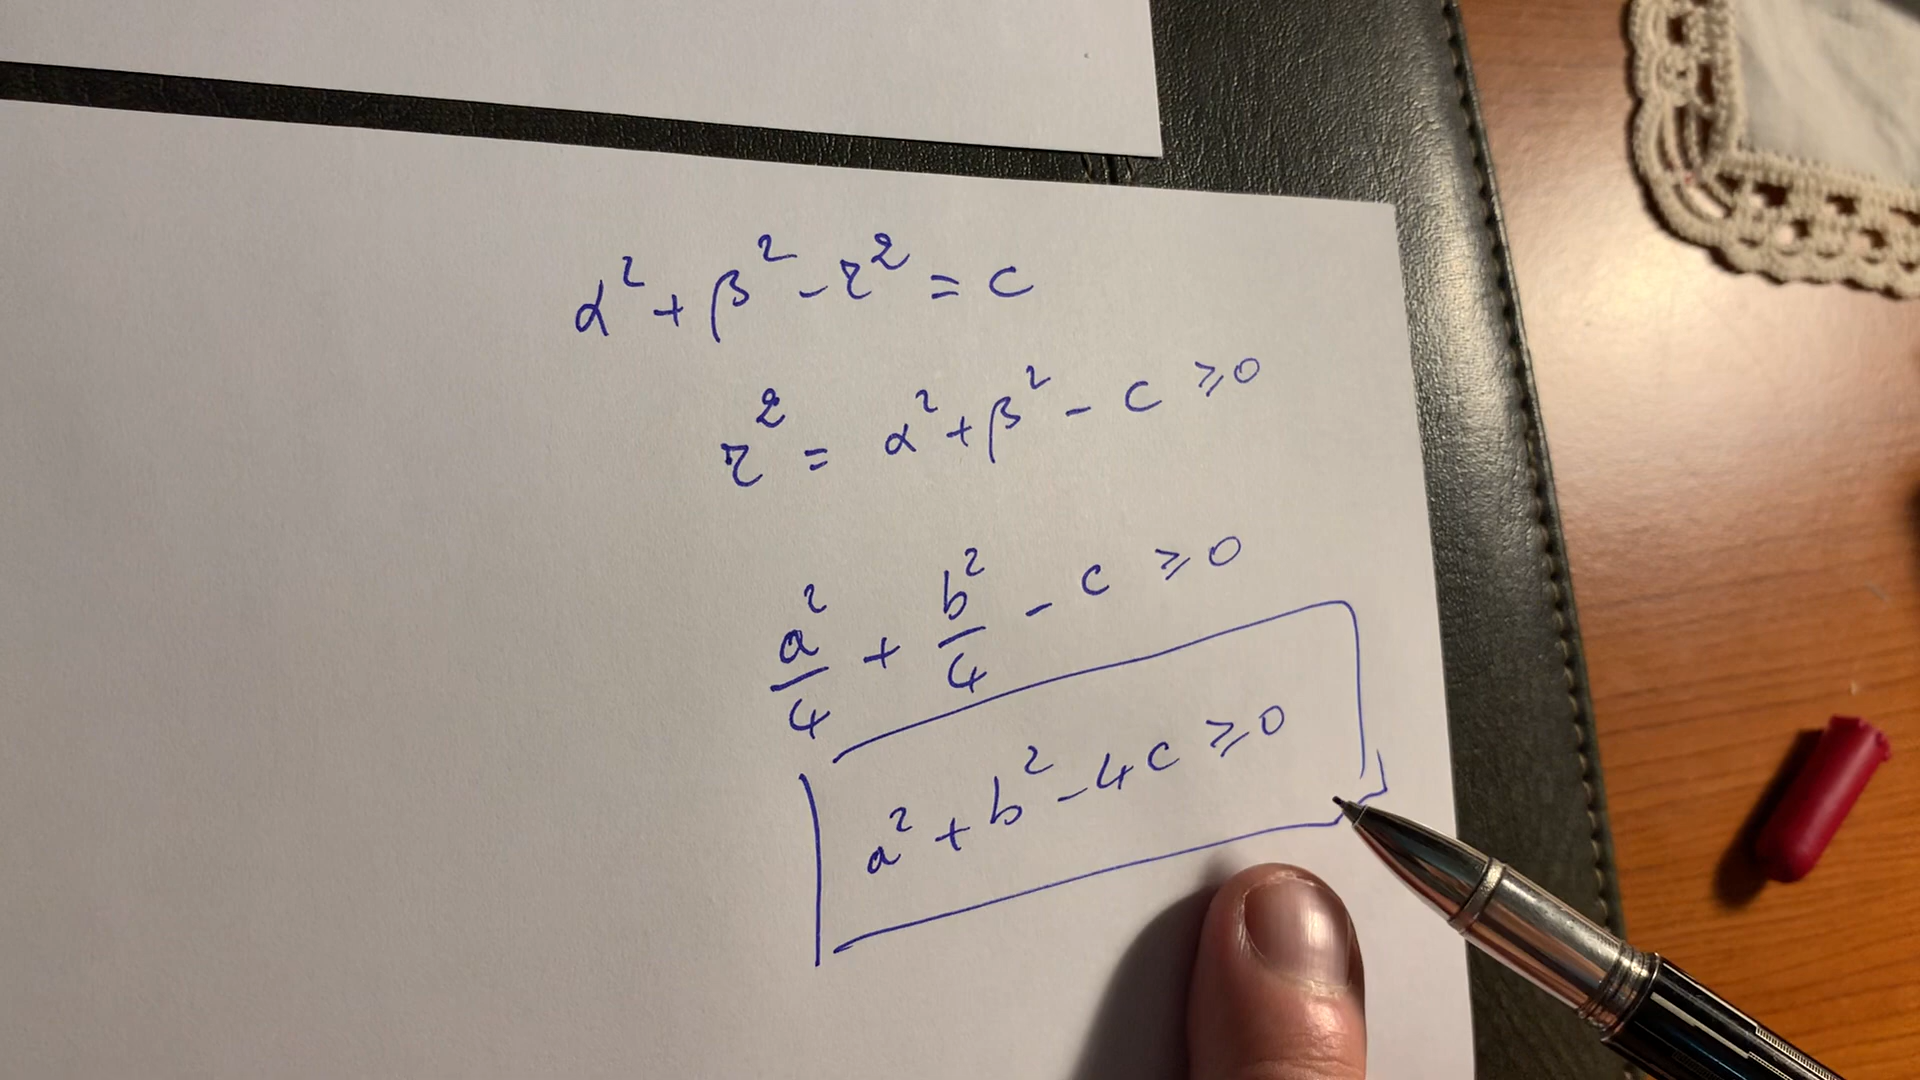 α² + β² - r² = c
r² = α² + β² - c ⩾ 0
a²/4 + b²/4 - c ⩾ 0
a² + b² - 4c ⩾ 0